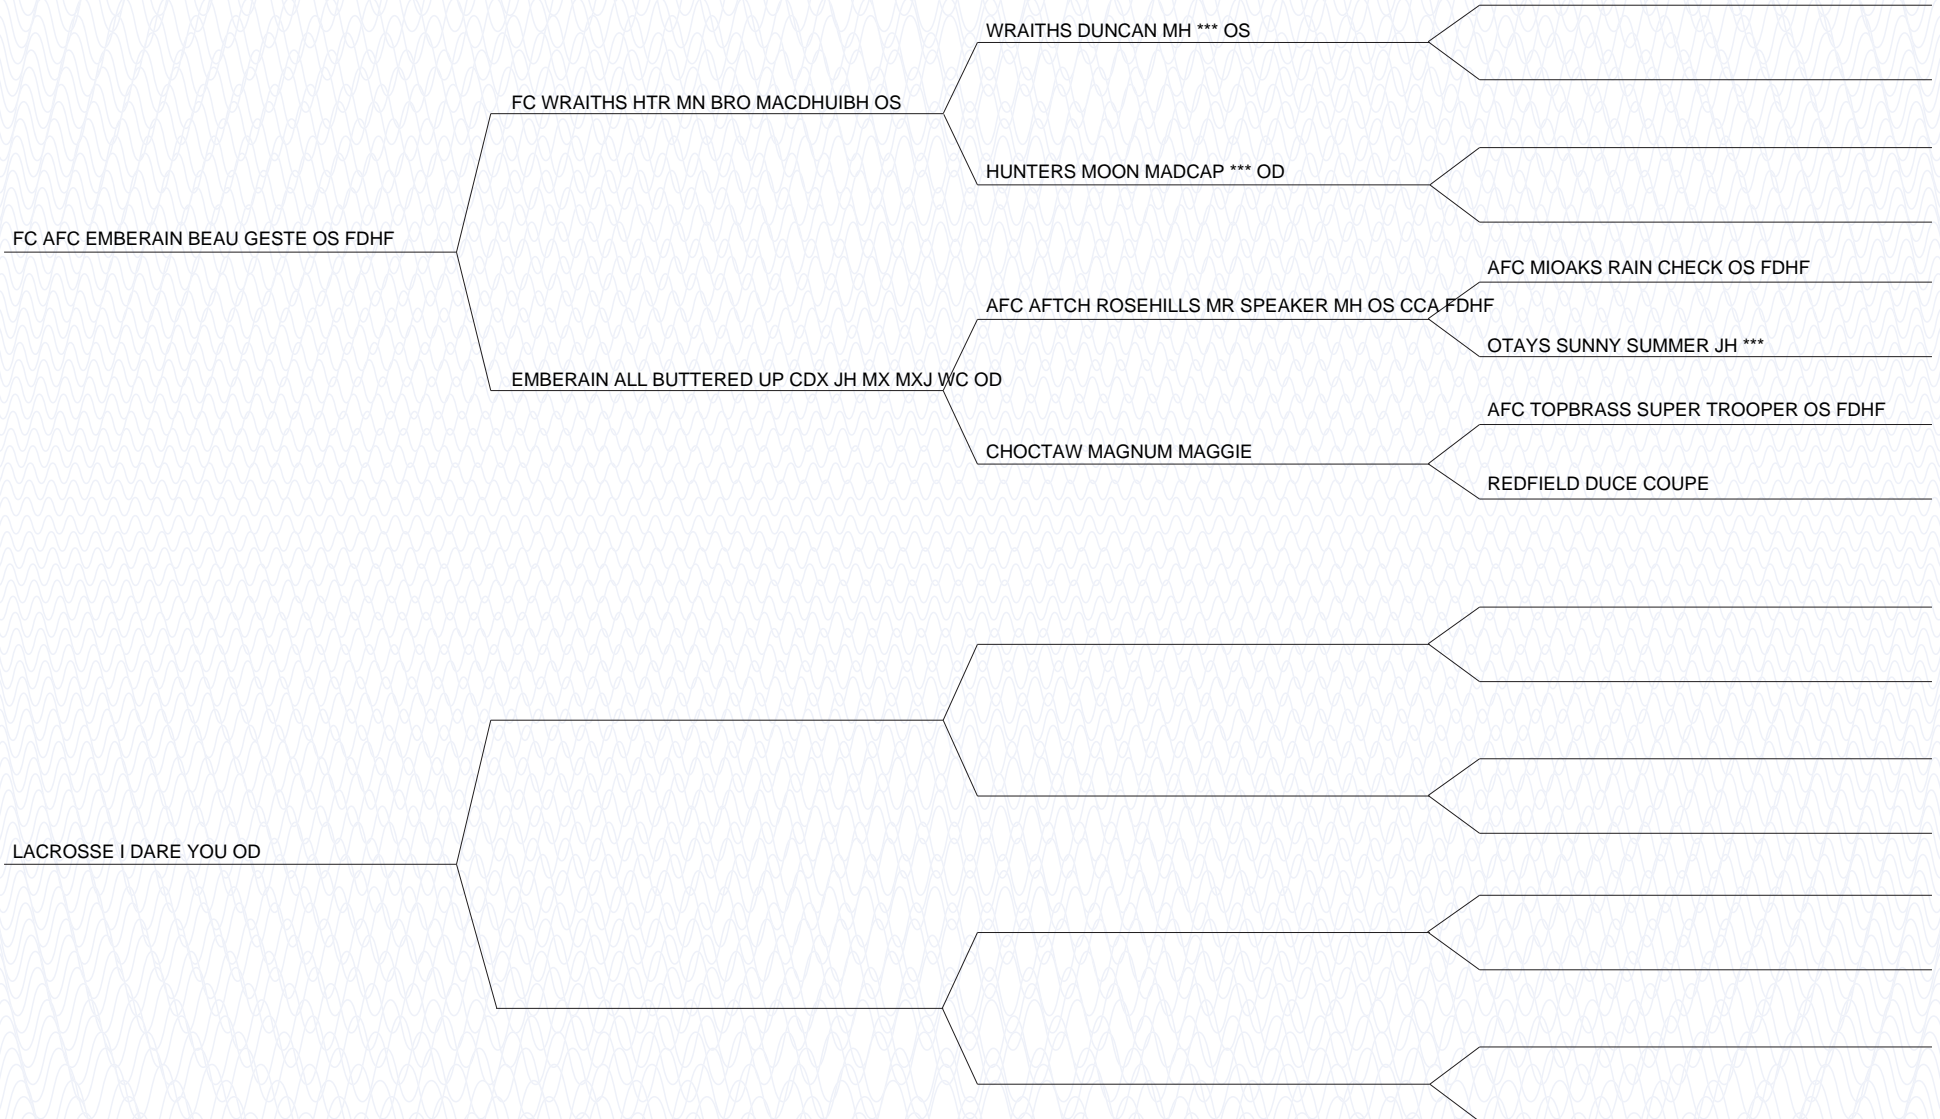 WRAITHS DUNCAN MH *** OS
FC WRAITHS HTR MN BRO MACDHUIBH OS
HUNTERS MOON MADCAP *** OD
FC AFC EMBERAIN BEAU GESTE OS FDHF
AFC MIOAKS RAIN CHECK OS FDHF
AFC AFTCH ROSEHILLS MR SPEAKER MH OS CCA FDHF
OTAYS SUNNY SUMMER JH ***
EMBERAIN ALL BUTTERED UP CDX JH MX MXJ WC OD
AFC TOPBRASS SUPER TROOPER OS FDHF
CHOCTAW MAGNUM MAGGIE
REDFIELD DUCE COUPE
LACROSSE I DARE YOU OD